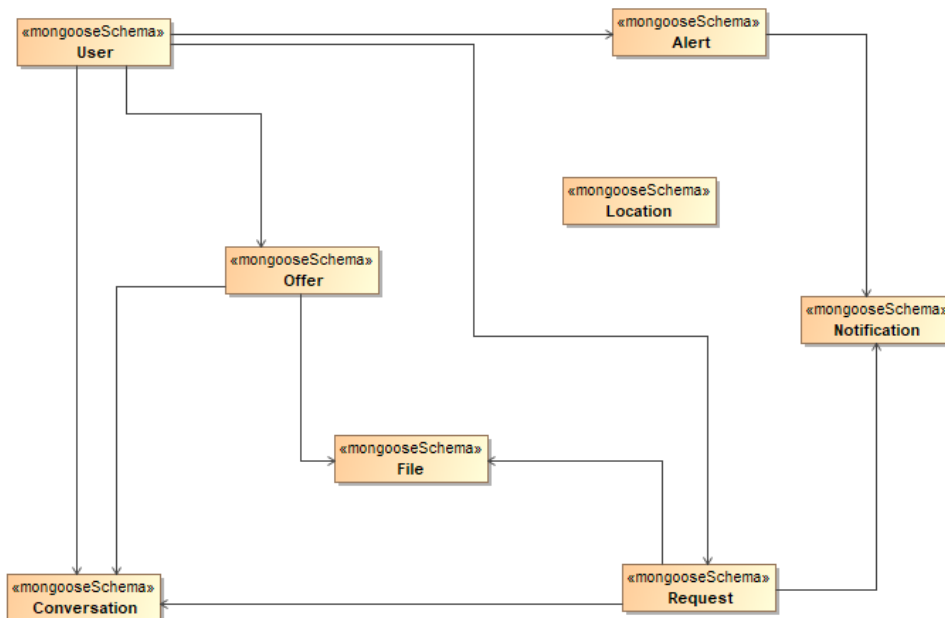 «mongooseSchema»
User
«mongooseSchema»
Alert
«mongooseSchema»
Location
«mongooseSchema»
Offer
«mongooseSchema»
Notification
«mongooseSchema»
File
«mongooseSchema»
Request
«mongooseSchema»
Conversation